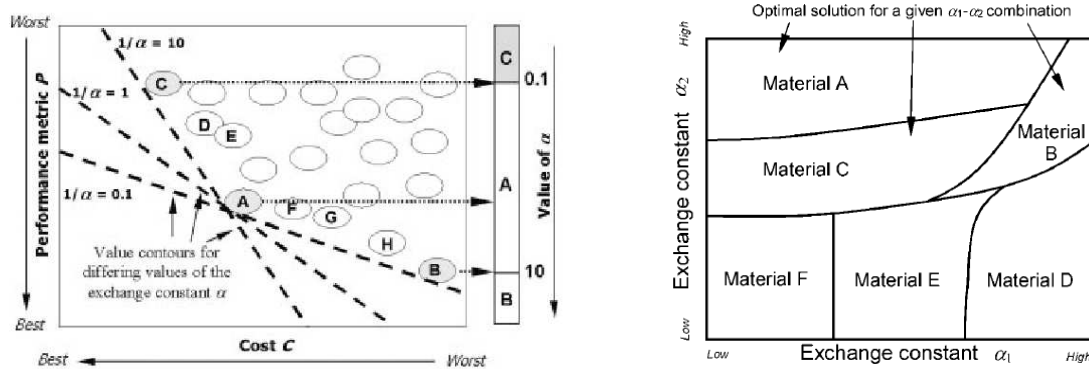 Worst
1/α = 10
1/α = 1
1/α = 0.1
Performance metric P
Best
C
D
E
A
F
G
H
B
Value contours for
differing values of the
exchange constant α
Cost C
Best
Worst
C
0.1
A
10
B
Value of α
Optimal solution for a given α₁-α₂ combination
High
Exchange constant α₂
Low
Material A
Material B
Material C
Material F
Material E
Material D
Low
Exchange constant α₁
High